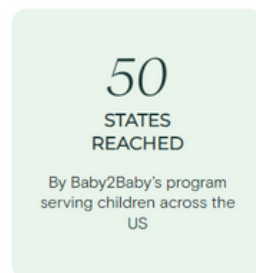 50
STATES
REACHED
By Baby2Baby's program
serving children across the
US